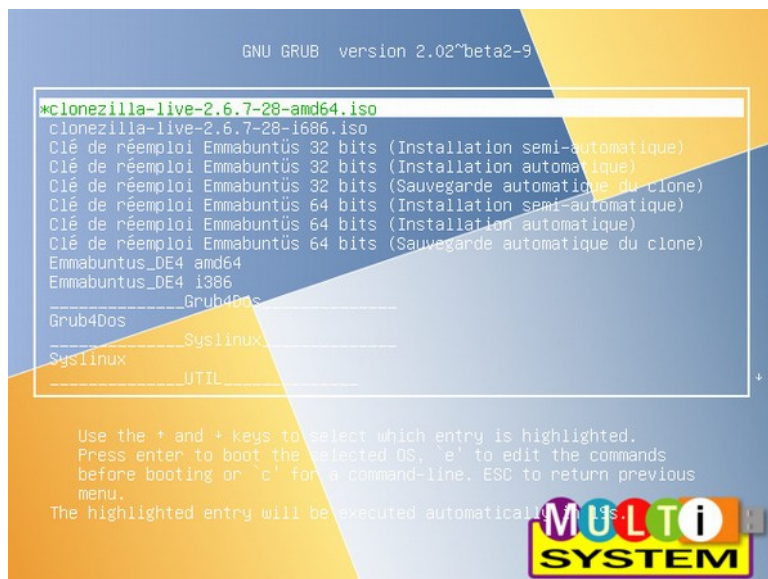 GNU GRUB version 2.02~beta2-9
*clonezilla-live-2.6.7-28-amd64.iso
clonezilla-live-2.6.7-28-i686.iso
Clé de réemploi Emmabuntüs 32 bits (Installation semi-automatique)
Clé de réemploi Emmabuntüs 32 bits (Installation automatique)
Clé de réemploi Emmabuntüs 32 bits (Sauvegarde automatique du clone)
Clé de réemploi Emmabuntüs 64 bits (Installation semi-automatique)
Clé de réemploi Emmabuntüs 64 bits (Installation automatique)
Clé de réemploi Emmabuntüs 64 bits (Sauvegarde automatique du clone)
Emmabuntus_DE4 amd64
Emmabuntus_DE4 i386
______________Grub4Dos______________
Grub4Dos
______________Syslinux______________
Syslinux
______________UTIL______________
Use the ↑ and ↓ keys to select which entry is highlighted.
Press enter to boot the selected OS, `e' to edit the commands
before booting or `c' for a command-line. ESC to return previous
menu.
The highlighted entry will be executed automatically in 19s.
MULTi
SYSTEM